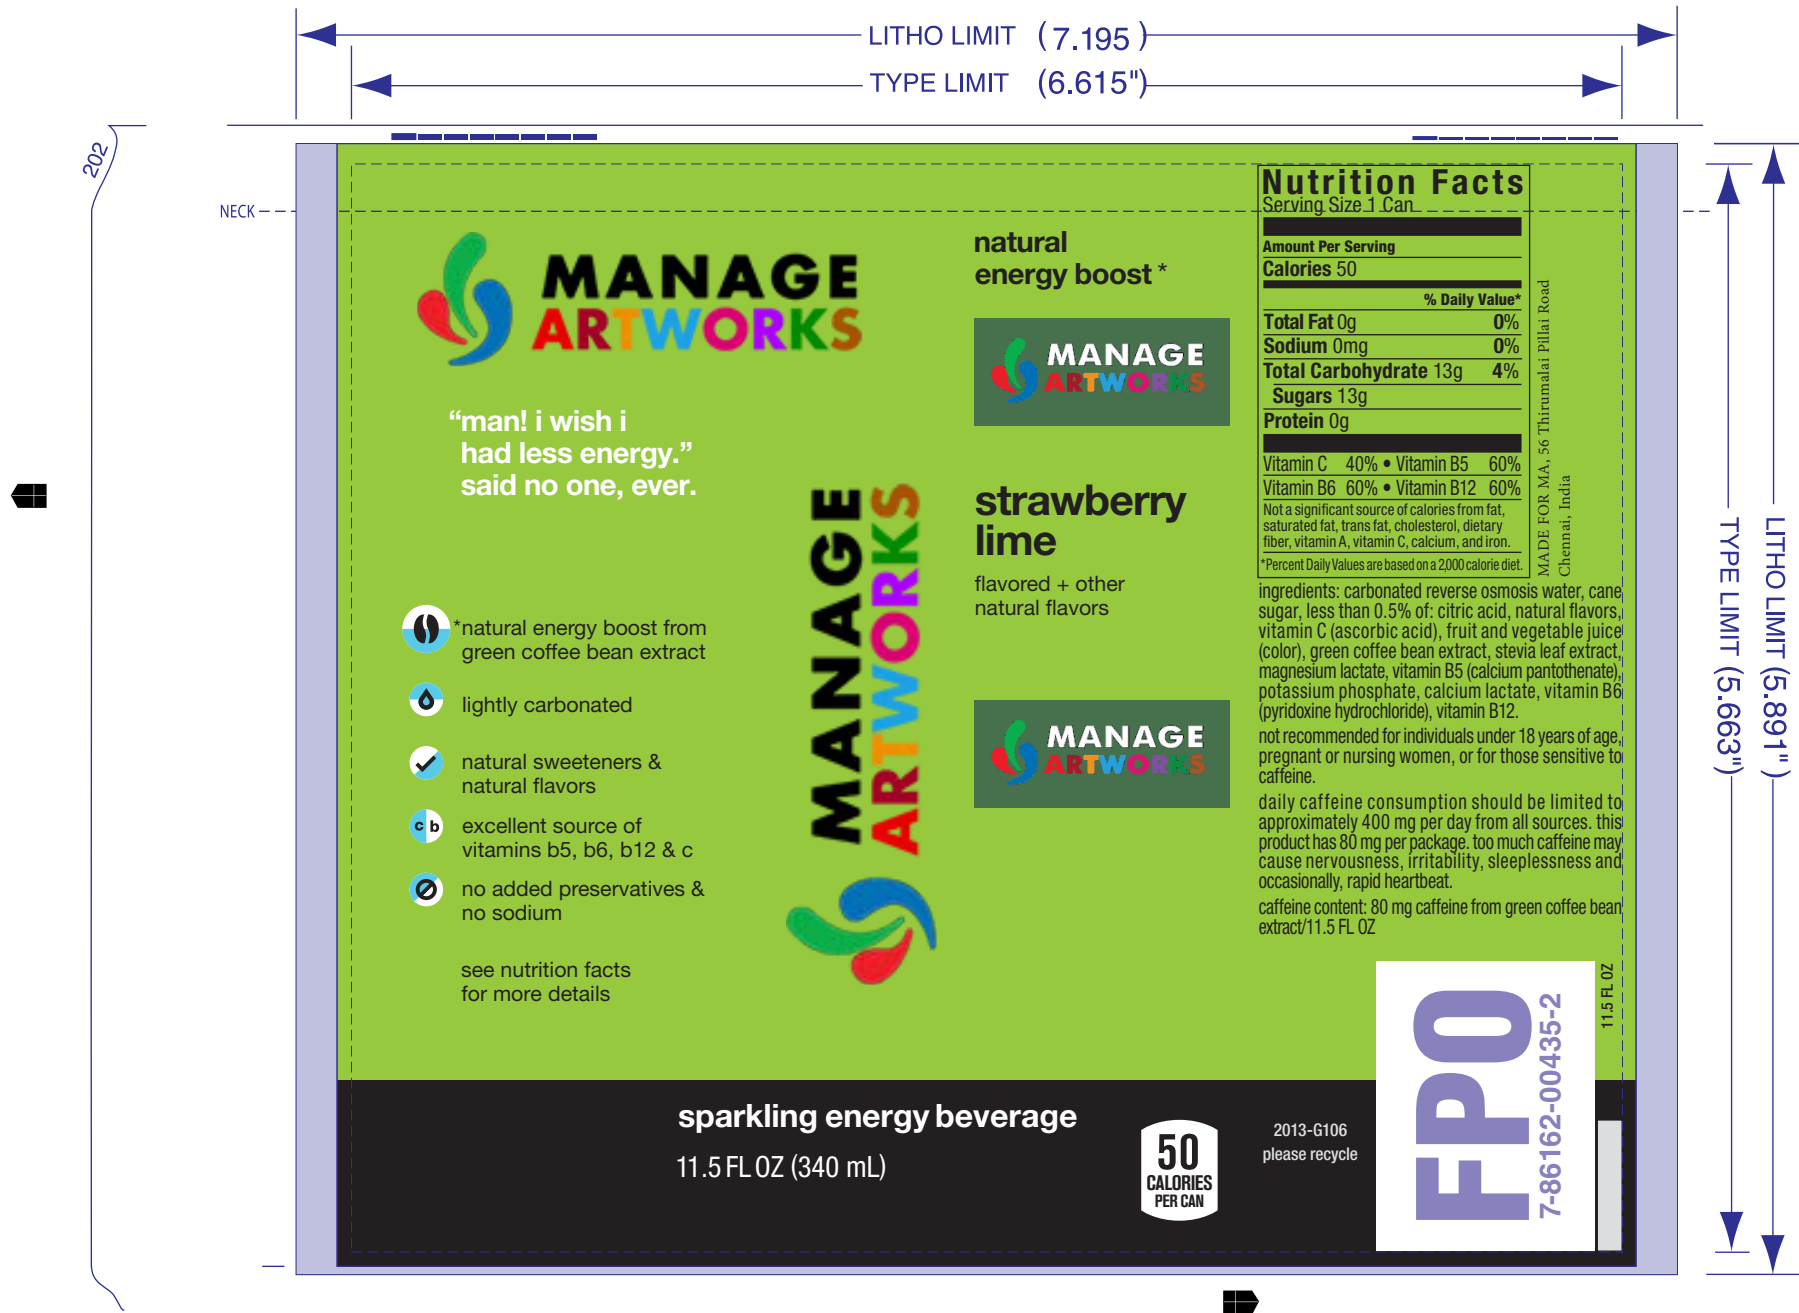 LITHO LIMIT (7.195 )
TYPE LIMIT (6.615")
202
NECK
MANAGE
ARTWORKS
“man! i wish i
had less energy.”
said no one, ever.
*natural energy boost from
green coffee bean extract
lightly carbonated
natural sweeteners &
natural flavors
c b
excellent source of
vitamins b5, b6, b12 & c
no added preservatives &
no sodium
see nutrition facts
for more details
MANAGE
ARTWORKS
natural
energy boost *
MANAGE
ARTWORKS
strawberry
lime
flavored + other
natural flavors
MANAGE
ARTWORKS
sparkling energy beverage
11.5 FL OZ (340 mL)
50
CALORIES
PER CAN
Nutrition Facts
Serving Size 1 Can
Amount Per Serving
Calories 50
% Daily Value*
Total Fat 0g 0%
Sodium 0mg 0%
Total Carbohydrate 13g 4%
Sugars 13g
Protein 0g
Vitamin C 40% • Vitamin B5 60%
Vitamin B6 60% • Vitamin B12 60%
Not a significant source of calories from fat,
saturated fat, trans fat, cholesterol, dietary
fiber, vitamin A, vitamin C, calcium, and iron.
*Percent Daily Values are based on a 2,000 calorie diet.
MADE FOR MA, 56 Thirumalai Pillai Road
Chennai, India
ingredients: carbonated reverse osmosis water, cane
sugar, less than 0.5% of: citric acid, natural flavors,
vitamin C (ascorbic acid), fruit and vegetable juice
(color), green coffee bean extract, stevia leaf extract,
magnesium lactate, vitamin B5 (calcium pantothenate),
potassium phosphate, calcium lactate, vitamin B6
(pyridoxine hydrochloride), vitamin B12.
not recommended for individuals under 18 years of age,
pregnant or nursing women, or for those sensitive to
caffeine.
daily caffeine consumption should be limited to
approximately 400 mg per day from all sources. this
product has 80 mg per package. too much caffeine may
cause nervousness, irritability, sleeplessness and
occasionally, rapid heartbeat.
caffeine content: 80 mg caffeine from green coffee bean
extract/11.5 FL OZ
2013-G106
please recycle
FPO
7-86162-00435-2
11.5 FL OZ
TYPE LIMIT (5.663")
LITHO LIMIT (5.891" )